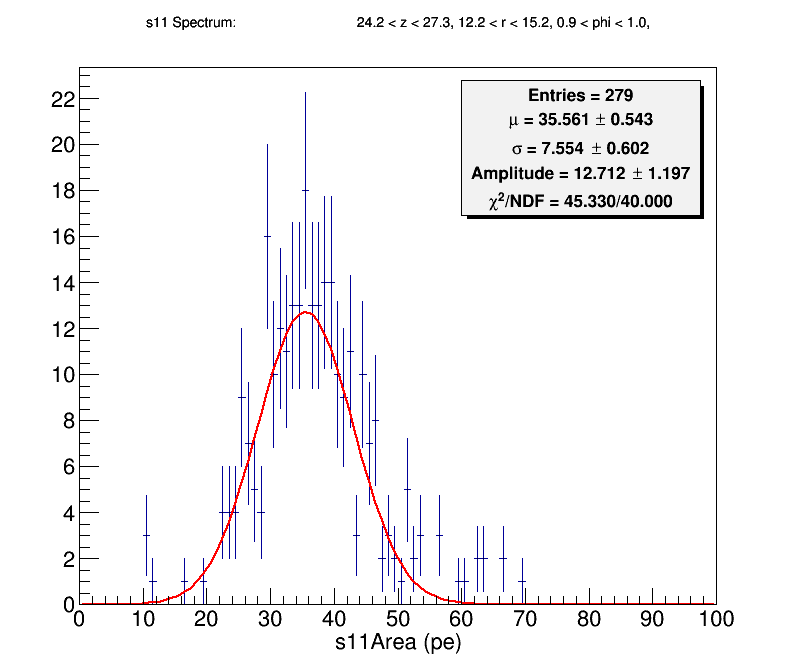 s11 Spectrum: 24.2 < z < 27.3, 12.2 < r < 15.2, 0.9 < phi < 1.0,
Entries = 279
μ = 35.561 ± 0.543
σ = 7.554 ± 0.602
Amplitude = 12.712 ± 1.197
χ²/NDF = 45.330/40.000
22
20
18
16
14
12
10
8
6
4
2
0
0 10 20 30 40 50 60 70 80 90 100
s11Area (pe)